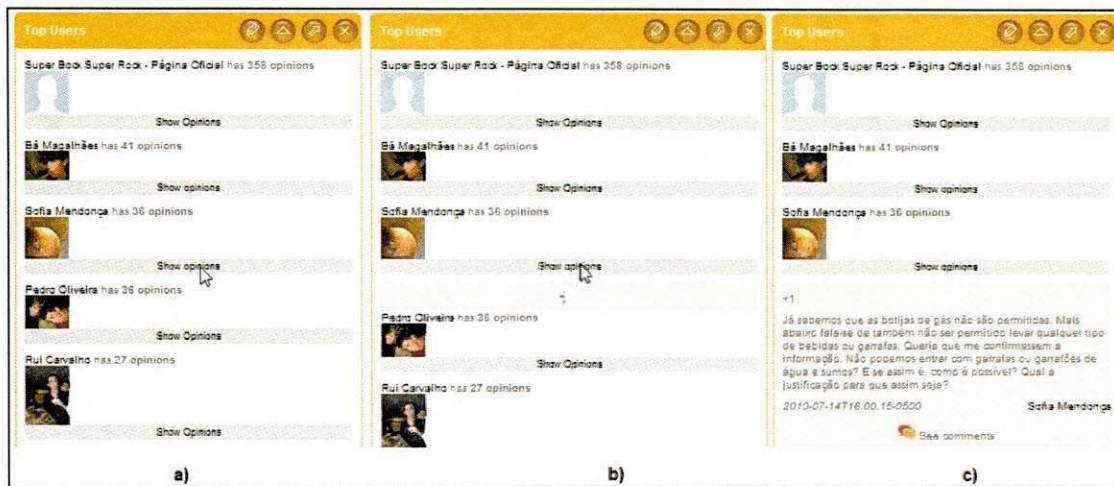 Top Users
Super Bock Super Rock - Página Oficial has 358 opinions
Show Opinions
Bá Magalhães has 41 opinions
Show opinions
Sofia Mendonça has 36 opinions
Show opinions
Pedro Oliveira has 36 opinions
Show Opinions
Rui Carvalho has 27 opinions
Show Opinions
a)
Top Users
Super Bock Super Rock - Página Oficial has 358 opinions
Show Opinions
Bá Magalhães has 41 opinions
Show Opinions
Sofia Mendonça has 36 opinions
Show opinions
Pedro Oliveira has 36 opinions
Show Opinions
Rui Carvalho has 27 opinions
b)
Top Users
Super Bock Super Rock - Página Oficial has 358 opinions
Show Opinions
Bá Magalhães has 41 opinions
Show Opinions
Sofia Mendonça has 36 opinions
Show opinions
+1
Já sabemos que as botijas de gás não são permitidas. Mais
abaixo fala-se de também não ser permitido levar qualquer tipo
de bebidas ou garrafas. Queria que me confirmassem a
informação. Não podemos entrar com garrafas ou garrafões de
água e sumos? E se assim é, como é possivel? Qual a
justificação para que assim seja?
2010-07-14T16.00.15-0500
Sofia Mendonça
See comments
c)